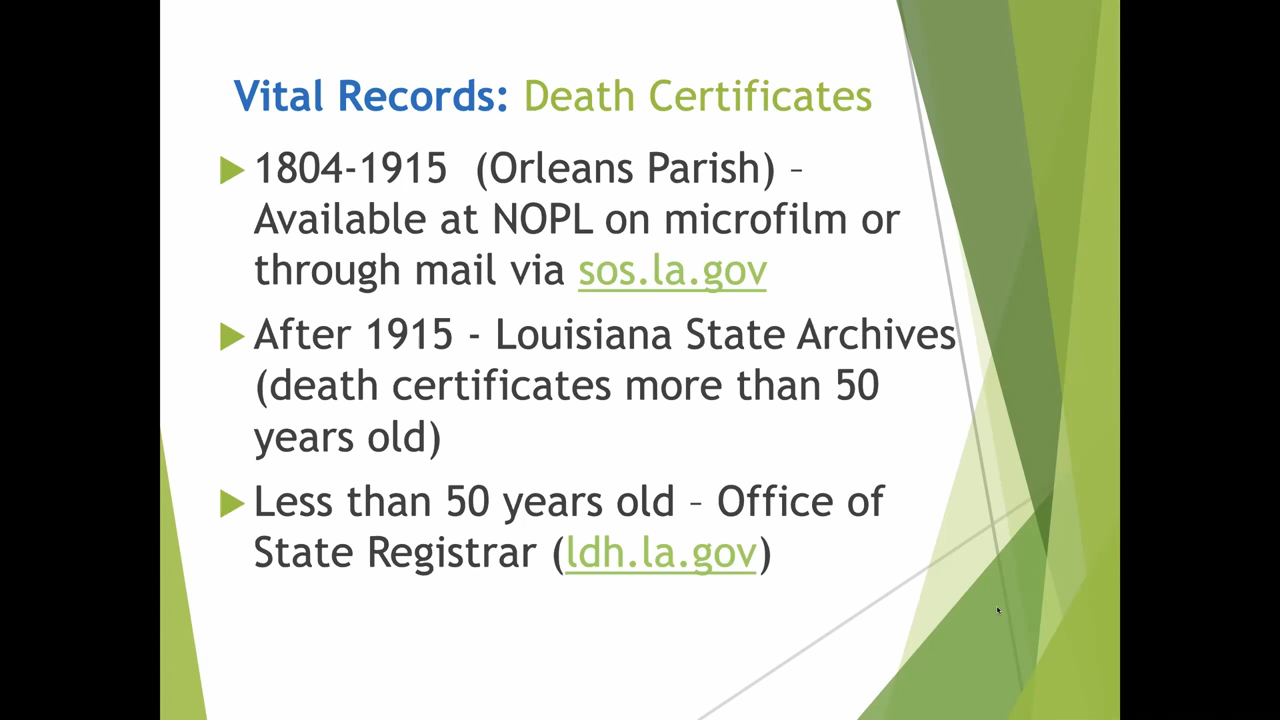 Vital Records: Death Certificates
1804-1915 (Orleans Parish) –
Available at NOPL on microfilm or
through mail via sos.la.gov
After 1915 - Louisiana State Archives
(death certificates more than 50
years old)
Less than 50 years old – Office of
State Registrar (ldh.la.gov)